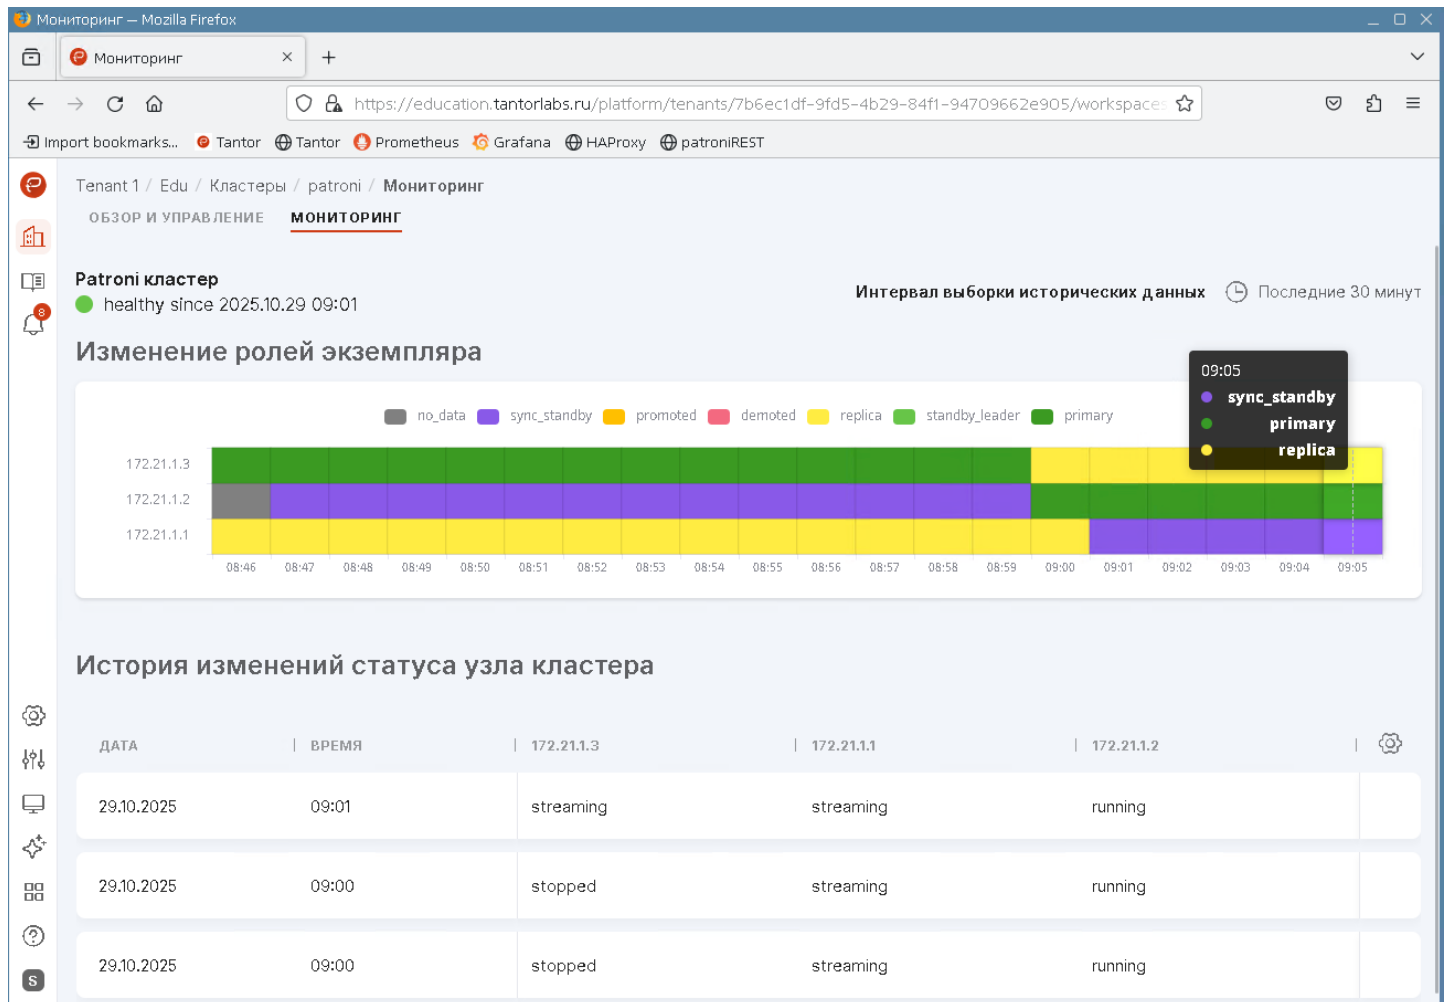 Мониторинг — Mozilla Firefox
Мониторинг
https://education.tantorlabs.ru/platform/tenants/7b6ec1df-9fd5-4b29-84f1-94709662e905/workspaces
Import bookmarks... Tantor Tantor Prometheus Grafana HAProxy patroniREST
Tenant 1 / Edu / Кластеры / patroni / Мониторинг
ОБЗОР И УПРАВЛЕНИЕ МОНИТОРИНГ
Patroni кластер
healthy since 2025.10.29 09:01
Интервал выборки исторических данных Последние 30 минут
8
Изменение ролей экземпляра
09:05
sync_standby
primary
replica
no_data sync_standby promoted demoted replica standby_leader primary
172.21.1.3
172.21.1.2
172.21.1.1
08:46 08:47 08:48 08:49 08:50 08:51 08:52 08:53 08:54 08:55 08:56 08:57 08:58 08:59 09:00 09:01 09:02 09:03 09:04 09:05
История изменений статуса узла кластера
ДАТА ВРЕМЯ 172.21.1.3 172.21.1.1 172.21.1.2
29.10.2025 09:01 streaming streaming running
29.10.2025 09:00 stopped streaming running
29.10.2025 09:00 stopped streaming running
S